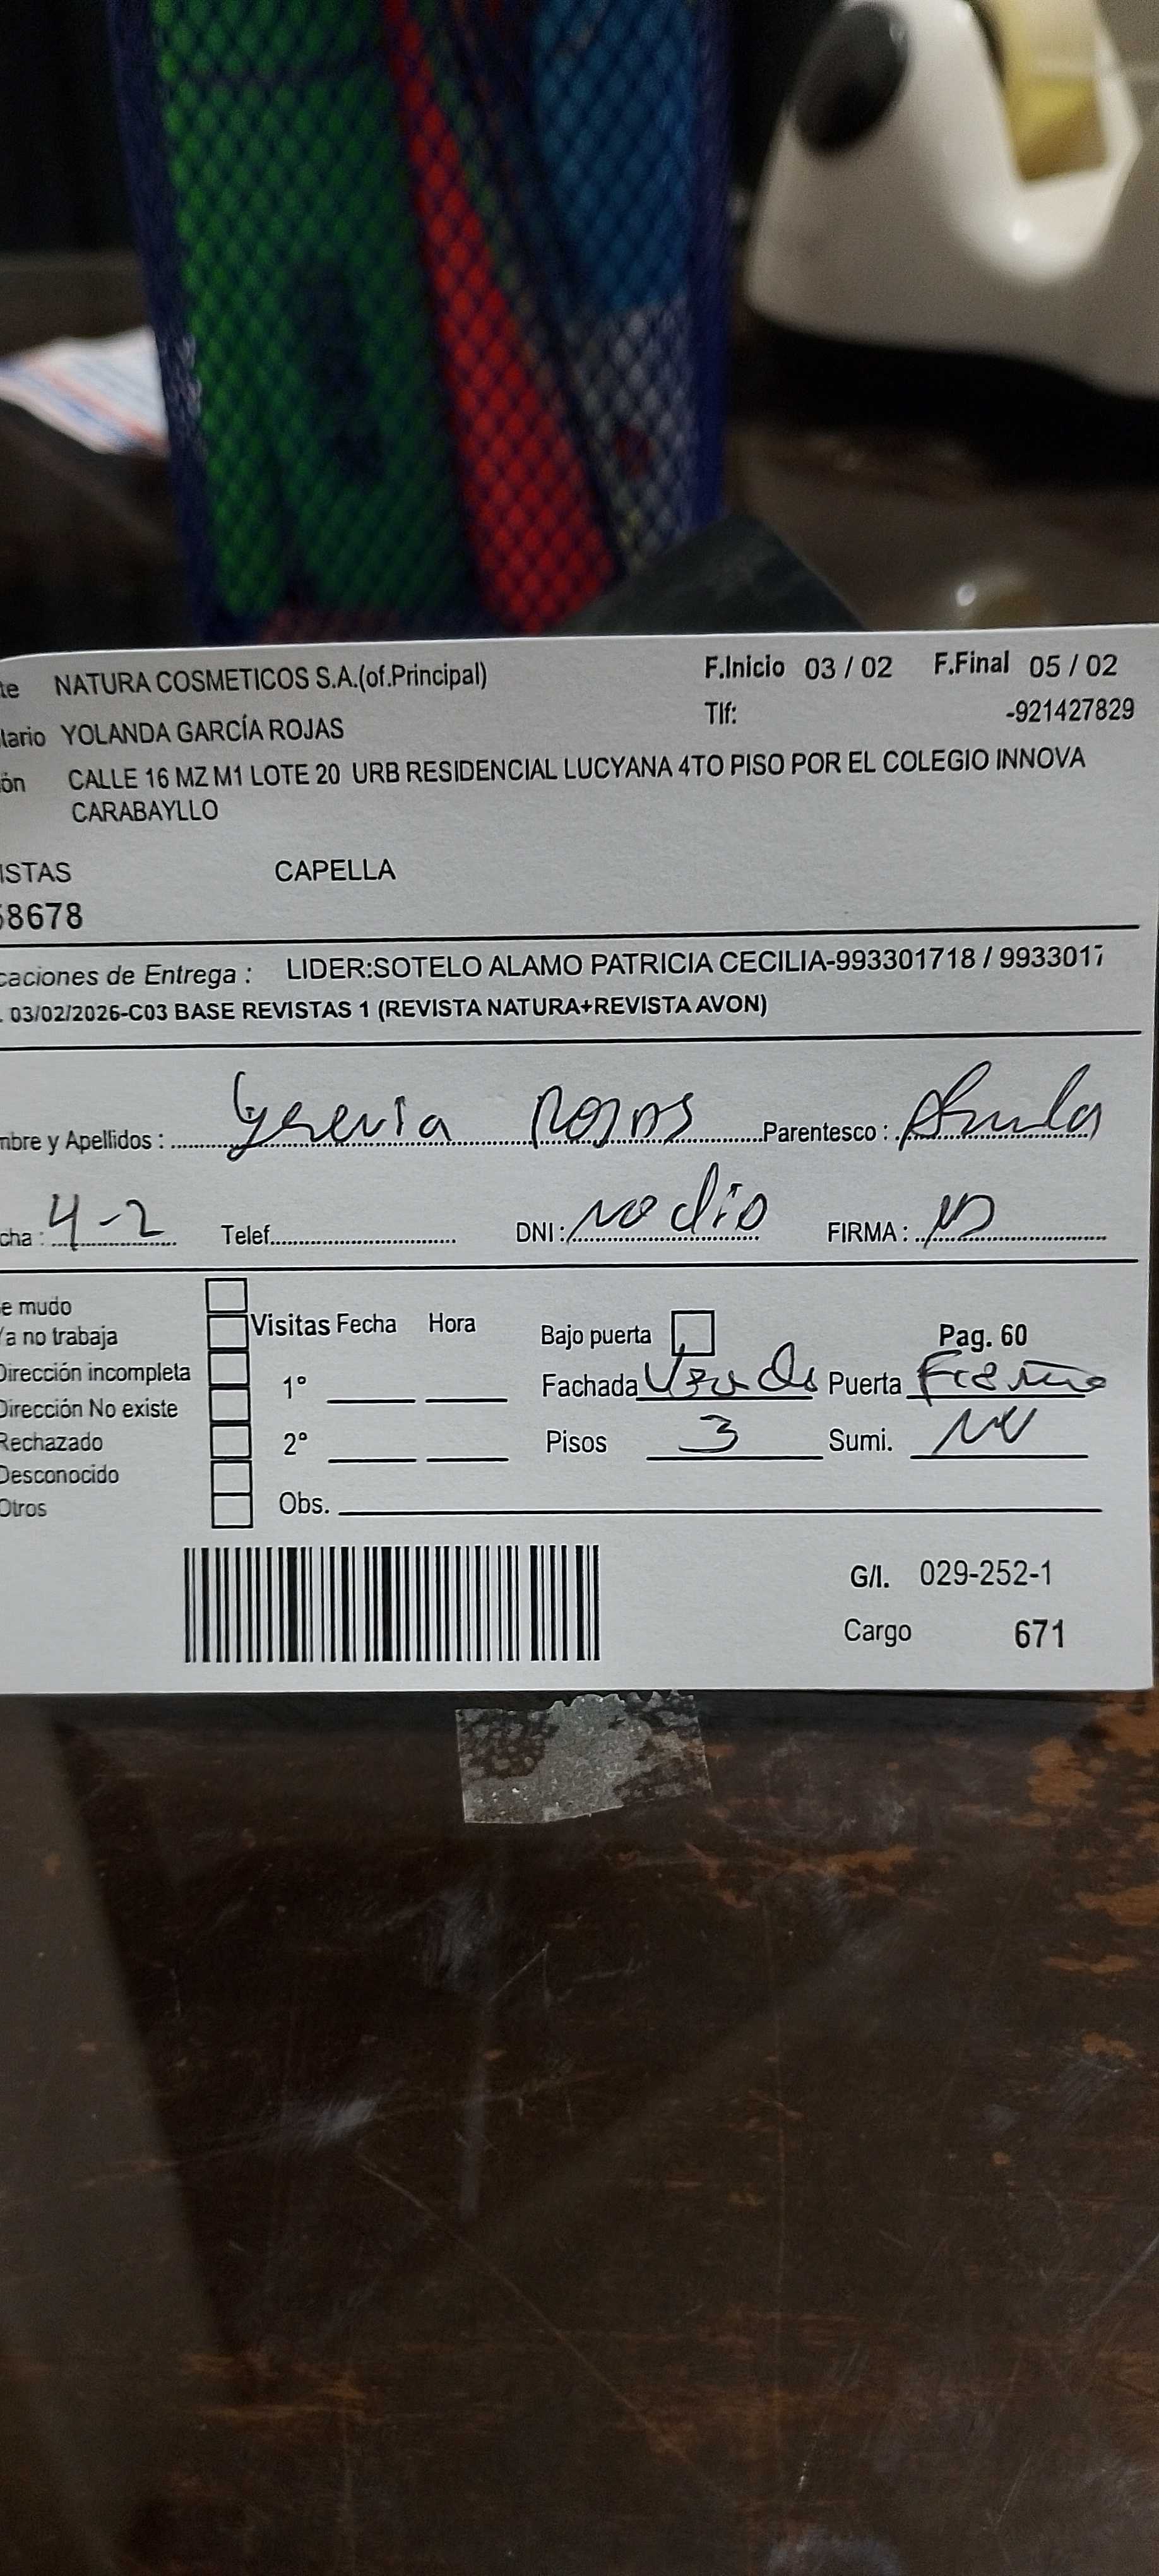 te NATURA COSMETICOS S.A.(of.Principal) F.Inicio 03 / 02 F.Final 05 / 02
lario YOLANDA GARCÍA ROJAS Tlf: -921427829
ón CALLE 16 MZ M1 LOTE 20 URB RESIDENCIAL LUCYANA 4TO PISO POR EL COLEGIO INNOVA
CARABAYLLO
ISTAS CAPELLA
58678
caciones de Entrega : LIDER:SOTELO ALAMO PATRICIA CECILIA-993301718 / 9933017
. 03/02/2026-C03 BASE REVISTAS 1 (REVISTA NATURA+REVISTA AVON)
mbre y Apellidos : Rojas Parentesco :
cha : 4-2 Telef. DNI : no dio FIRMA :
e mudo
Ya no trabaja Visitas Fecha Hora Bajo puerta Pag. 60
Dirección incompleta 1° Fachada Verde Puerta
Dirección No existe
Rechazado 2° Pisos 3 Sumi.
Desconocido
Otros Obs.
G/I. 029-252-1
Cargo 671